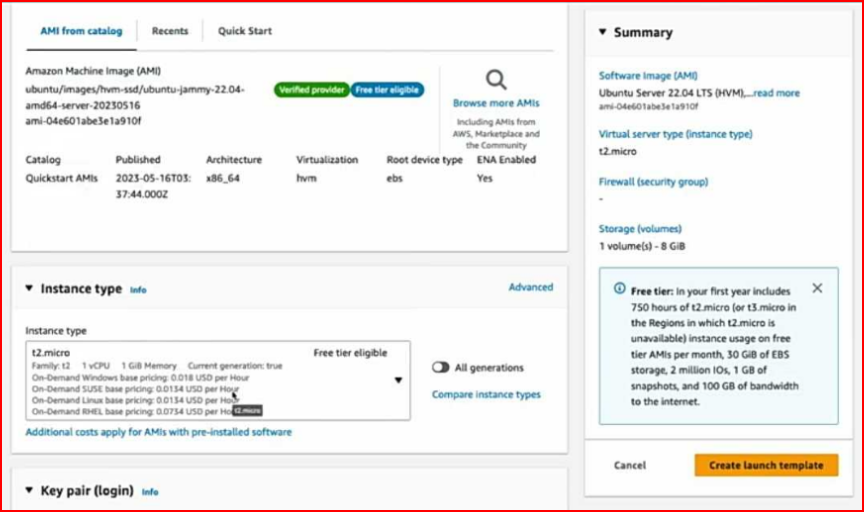 AMI from catalog
Recents
Quick Start
Amazon Machine Image (AMI)
ubuntu/images/hvm-ssd/ubuntu-jammy-22.04-
amd64-server-20230516
ami-04e601abe3e1a910f
Verified provider
Free tier eligible
Browse more AMIs
Including AMIs from
AWS, Marketplace and
the Community
Catalog Published Architecture Virtualization Root device type ENA Enabled
Quickstart AMIs 2023-05-16T03: x86_64 hvm ebs Yes
37:44.000Z
Instance type Info
Advanced
Instance type
t2.micro Free tier eligible
Family: t2 1 vCPU 1 GiB Memory Current generation: true
On-Demand Windows base pricing: 0.018 USD per Hour
On-Demand SUSE base pricing: 0.0134 USD per Hour
On-Demand Linux base pricing: 0.0134 USD per Hour
On-Demand RHEL base pricing: 0.0734 USD per Ho
t2.micro
All generations
Compare instance types
Additional costs apply for AMIs with pre-installed software
Key pair (login) Info
Summary
Software Image (AMI)
Ubuntu Server 22.04 LTS (HVM),...read more
ami-04e601abe3e1a910f
Virtual server type (instance type)
t2.micro
Firewall (security group)
-
Storage (volumes)
1 volume(s) - 8 GiB
Free tier: In your first year includes
750 hours of t2.micro (or t3.micro in
the Regions in which t2.micro is
unavailable) instance usage on free
tier AMIs per month, 30 GiB of EBS
storage, 2 million IOs, 1 GB of
snapshots, and 100 GB of bandwidth
to the internet.
Cancel
Create launch template